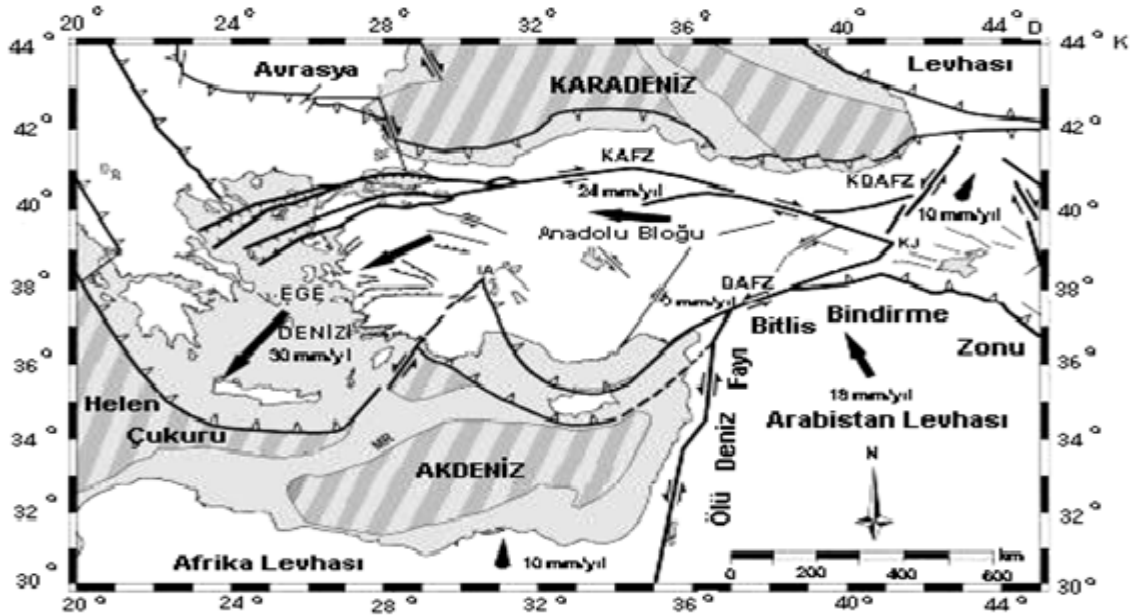 20° 24° 28° 32° 36° 40° 44° D
44° 44° K
Avrasya
Levhası
KARADENİZ
42° 42°
KAFZ
KDAFZ
24 mm/yıl
40° 40°
10 mm/yıl
Anadolu Bloğu
KJ
IA
DAFZ
38° 38°
EGE
DENİZİ
Bitlis
Bindirme
Zonu
30 mm/yıl
36° 36°
18 mm/yıl
Helen
Çukuru
Arabistan Levhası
Ölü Deniz Fayı
34° 34°
MR
AKDENİZ
N
32° 32°
Afrika Levhası
10 mm/yıl
km
0 200 400 600
30° 30°
20° 24° 28° 32° 36° 40° 44°